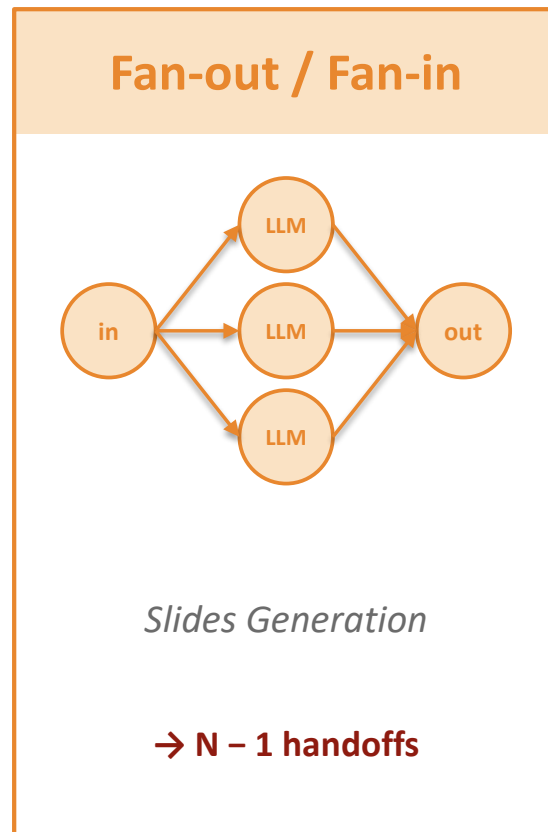 Fan-out / Fan-in
LLM
in
LLM
out
LLM
Slides Generation
→ N – 1 handoffs